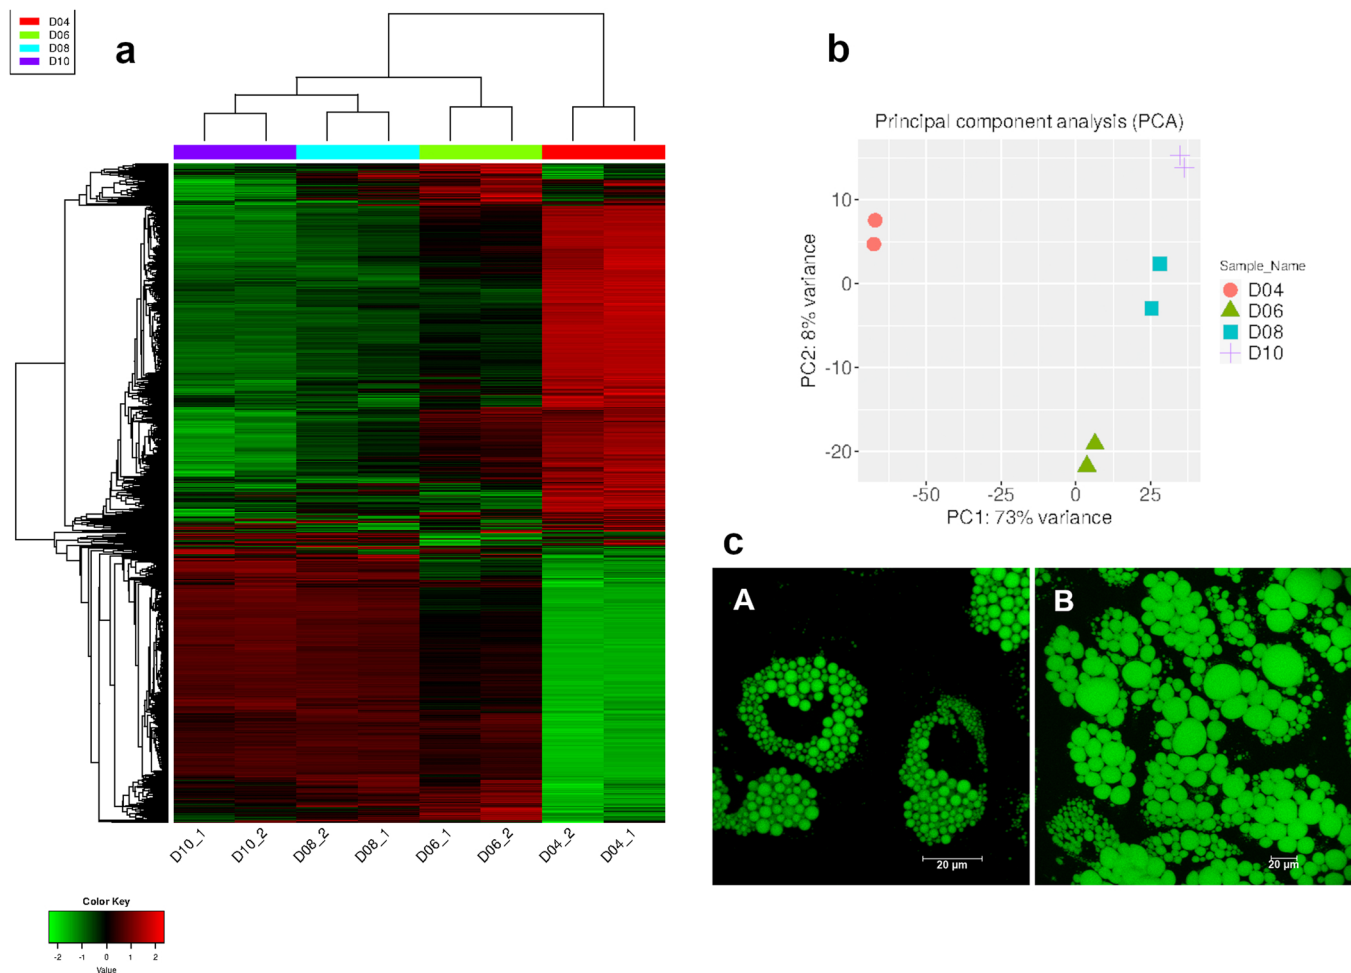 D04
D06
D08
D10
a
D10_1
D10_2
D08_2
D08_1
D06_1
D06_2
D04_2
D04_1
Color Key
-2 -1 0 1 2
Value
b
Principal component analysis (PCA)
PC2: 8% variance
10
0
-10
-20
-50 -25 0 25
PC1: 73% variance
Sample_Name
D04
D06
D08
D10
c
A
20 µm
B
20 µm